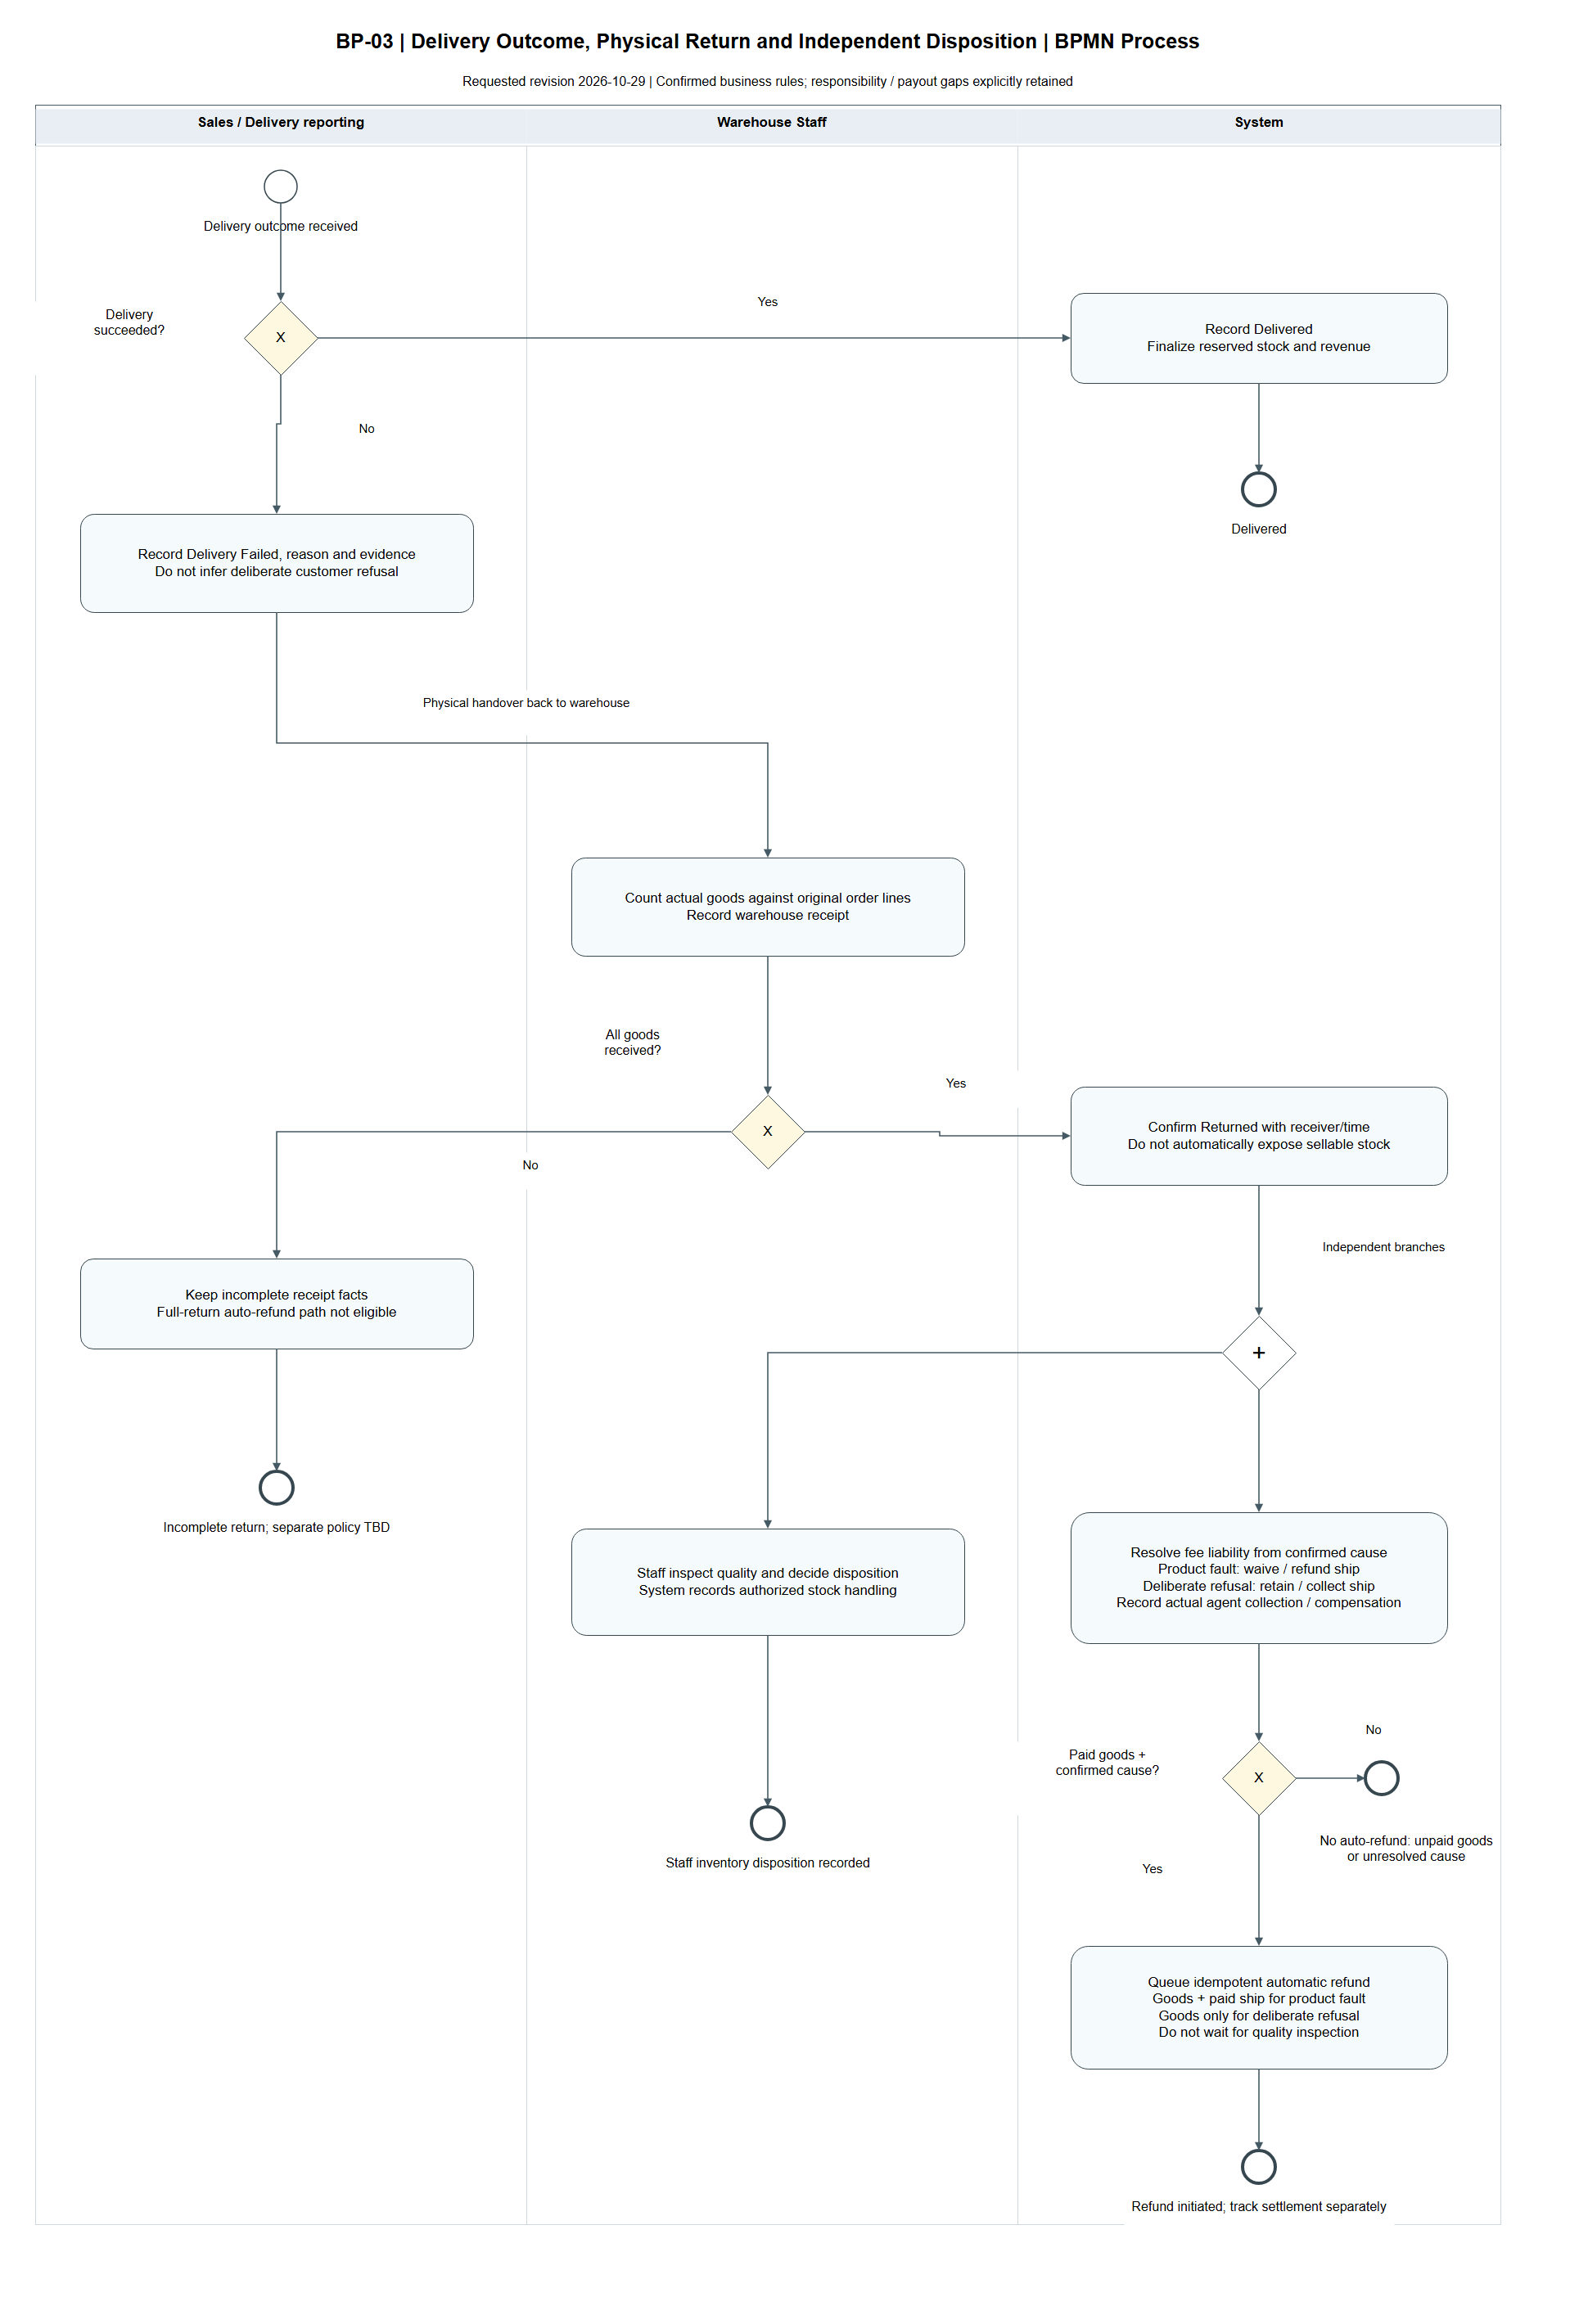 BP-03 | Delivery Outcome, Physical Return and Independent Disposition | BPMN Process
Requested revision 2026-10-29 | Confirmed business rules; responsibility / payout gaps explicitly retained
Sales / Delivery reporting
Warehouse Staff
System
Delivery outcome received
Delivery
succeeded?
X
Yes
Record Delivered
Finalize reserved stock and revenue
No
Delivered
Record Delivery Failed, reason and evidence
Do not infer deliberate customer refusal
Physical handover back to warehouse
Count actual goods against original order lines
Record warehouse receipt
All goods
received?
Yes
X
No
Confirm Returned with receiver/time
Do not automatically expose sellable stock
Independent branches
Keep incomplete receipt facts
Full-return auto-refund path not eligible
+
Incomplete return; separate policy TBD
Staff inspect quality and decide disposition
System records authorized stock handling
Resolve fee liability from confirmed cause
Product fault: waive / refund ship
Deliberate refusal: retain / collect ship
Record actual agent collection / compensation
No
Paid goods +
confirmed cause?
X
No auto-refund: unpaid goods
or unresolved cause
Staff inventory disposition recorded
Yes
Queue idempotent automatic refund
Goods + paid ship for product fault
Goods only for deliberate refusal
Do not wait for quality inspection
Refund initiated; track settlement separately